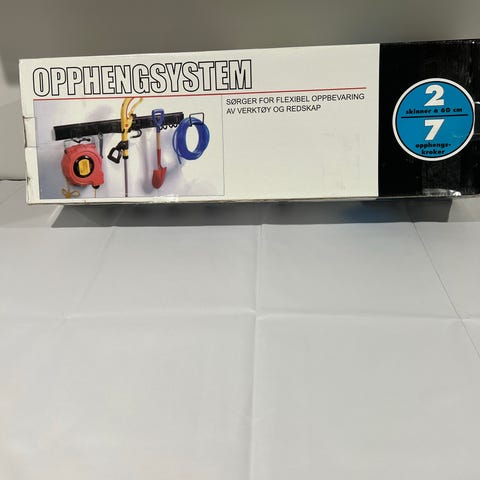 OPPHENGSYSTEM
SØRGER FOR FLEXIBEL OPPBEVARING
AV VERKTØY OG REDSKAP
2
skinner a 60 cm
7
opphengs-
kroker